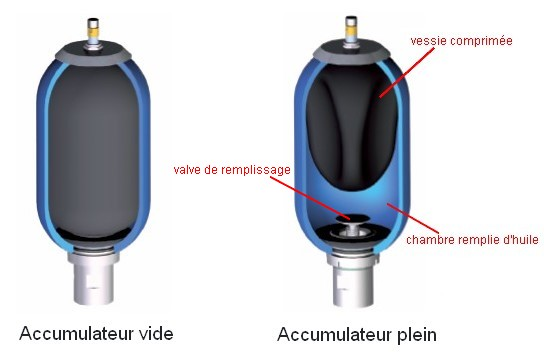 vessie comprimée
valve de remplissage
chambre remplie d'huile
Accumulateur vide
Accumulateur plein